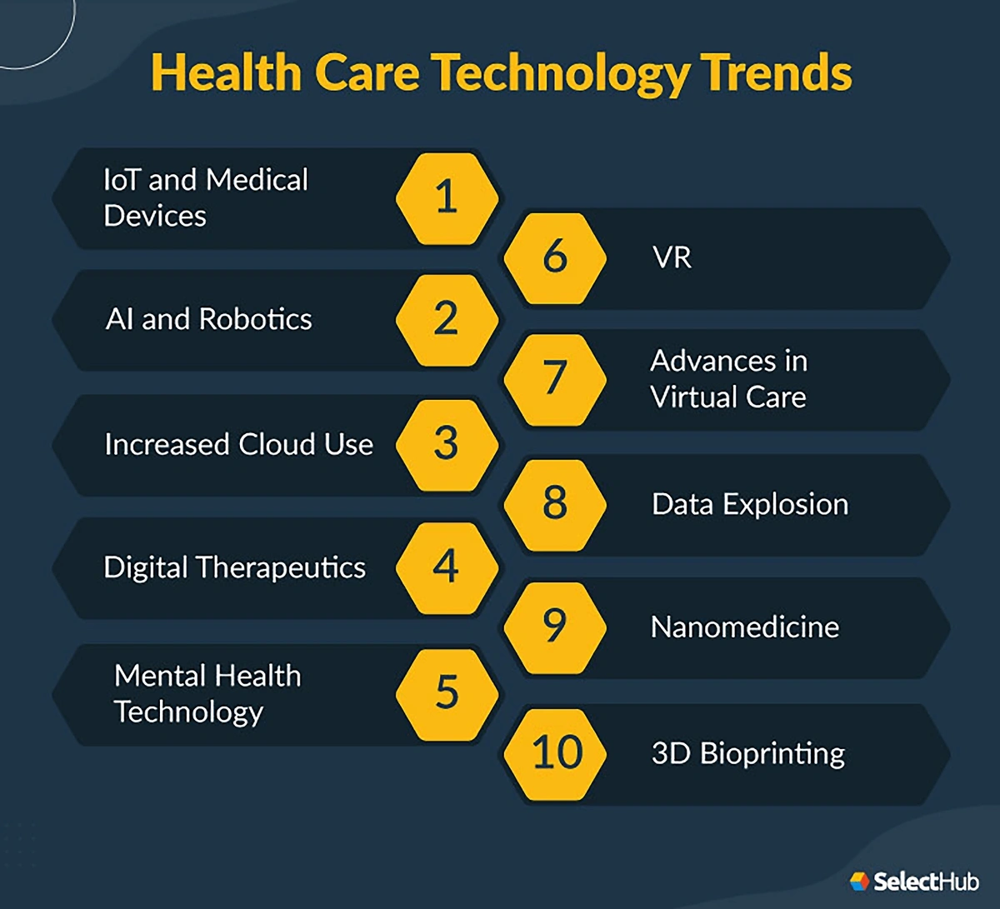 Health Care Technology Trends
IoT and Medical
Devices
1
AI and Robotics
2
Increased Cloud Use
3
Digital Therapeutics
4
Mental Health
Technology
5
6
VR
7
Advances in
Virtual Care
8
Data Explosion
9
Nanomedicine
10
3D Bioprinting
SelectHub